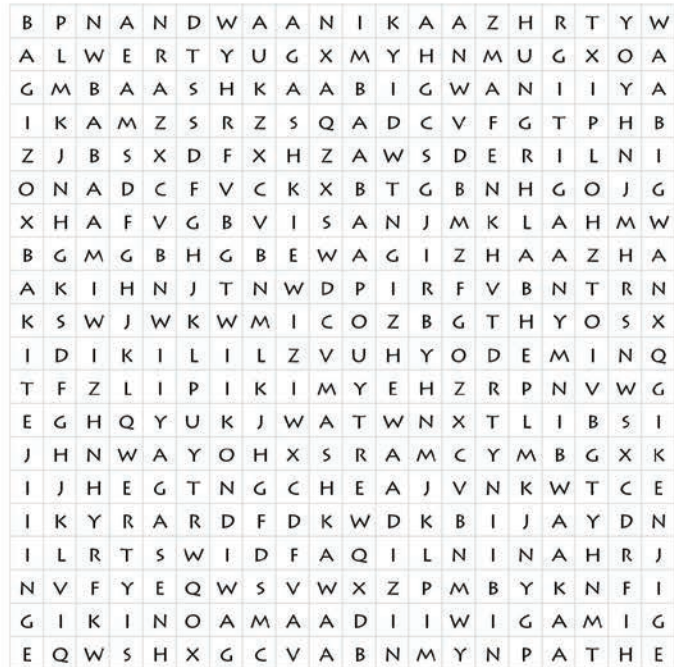 B P N A N D W A A N I K A A Z H R T Y W
A L W E R T Y U G X M Y H N M U G X O A
G M B A A S H K A A B I G W A N I I Y A
I K A M Z S R Z S Q A D C V F G T P H B
Z J B S X D F X H Z A W S D E R I L N I
O N A D C F V C K X B T G B N H G O J G
X H A F V G B V I S A N J M K L A H M W
B G M G B H G B E W A G I Z H A A Z H A
A K I H N J T N W D P I R F V B N T R N
K S W J W K W M I C O Z B G T H Y O S X
I D I K I L I L Z V U H Y O D E M I N Q
T F Z L I P I K I M Y E H Z R P N V W G
E G H Q Y U K J W A T W N X T L I B S I
J H N W A Y O H X S R A M C Y M B G X K
I J H E G T N G C H E A J V N K W T C E
I K Y R A R D F D K W D K B I J A Y D N
I L R T S W I D F A Q I L N I N A H R J
N V F Y E Q W S V W X Z P M B Y K N F I
G I K I N O A M A A D I I W I G A M I G
E Q W S H X G C V A B N M Y N P A T H E